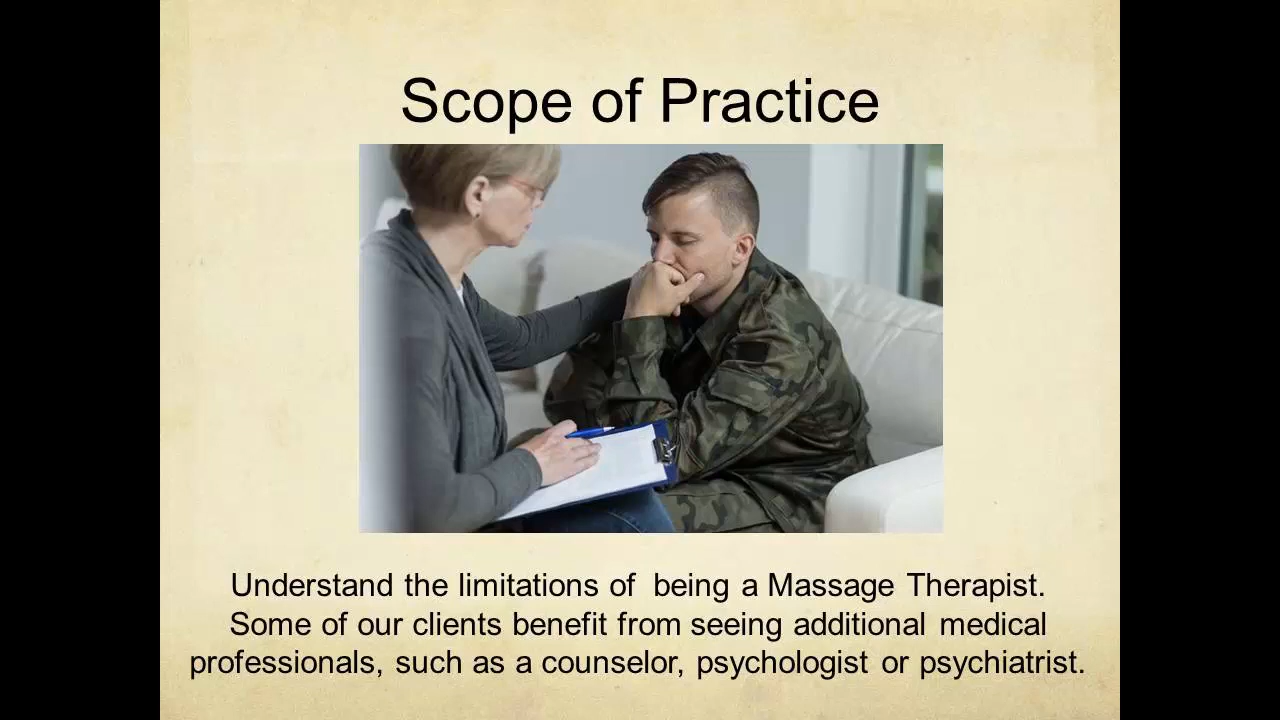 Scope of Practice
Understand the limitations of being a Massage Therapist.
Some of our clients benefit from seeing additional medical
professionals, such as a counselor, psychologist or psychiatrist.